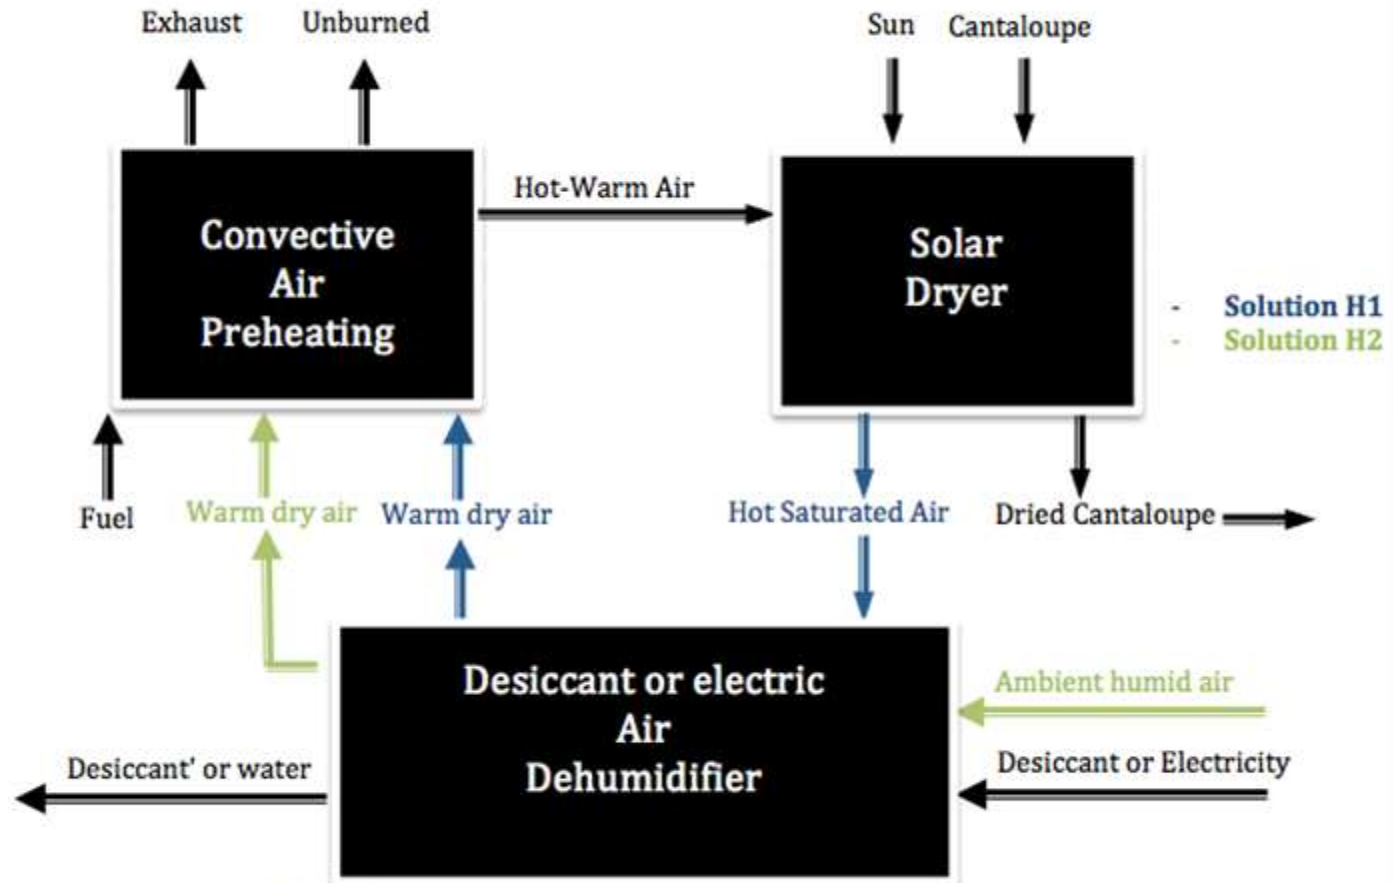 Exhaust
Unburned
Sun
Cantaloupe
Convective
Air
Preheating
Hot-Warm Air
Solar
Dryer
- Solution H1
- Solution H2
Fuel
Warm dry air
Warm dry air
Hot Saturated Air
Dried Cantaloupe
Desiccant or electric
Air
Dehumidifier
Ambient humid air
Desiccant or Electricity
Desiccant' or water